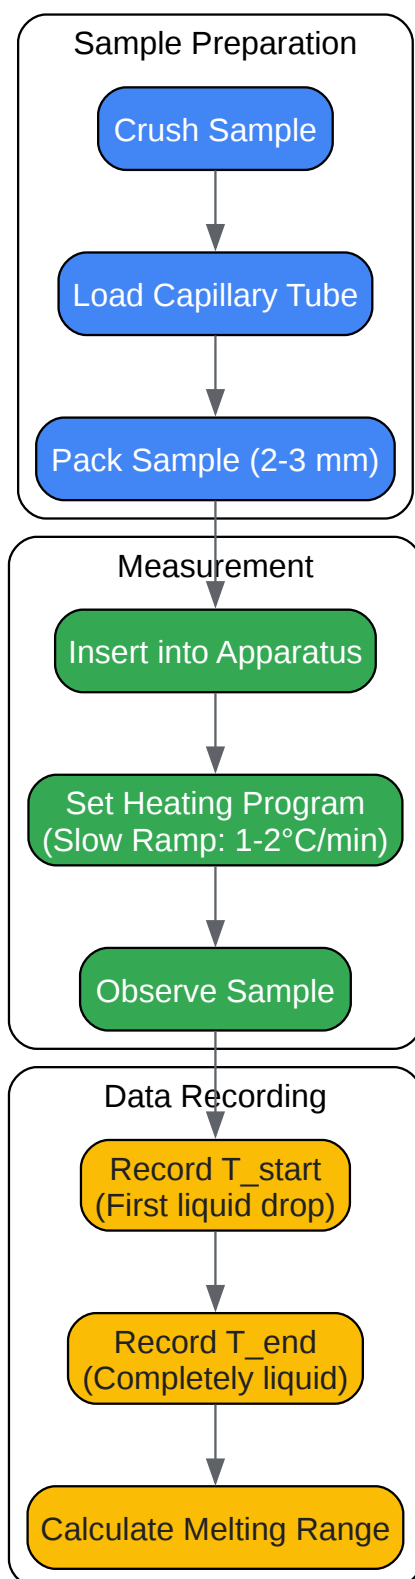 Sample Preparation
Crush Sample
Load Capillary Tube
Pack Sample (2-3 mm)
Measurement
Insert into Apparatus
Set Heating Program
(Slow Ramp: 1-2°C/min)
Observe Sample
Data Recording
Record T_start
(First liquid drop)
Record T_end
(Completely liquid)
Calculate Melting Range